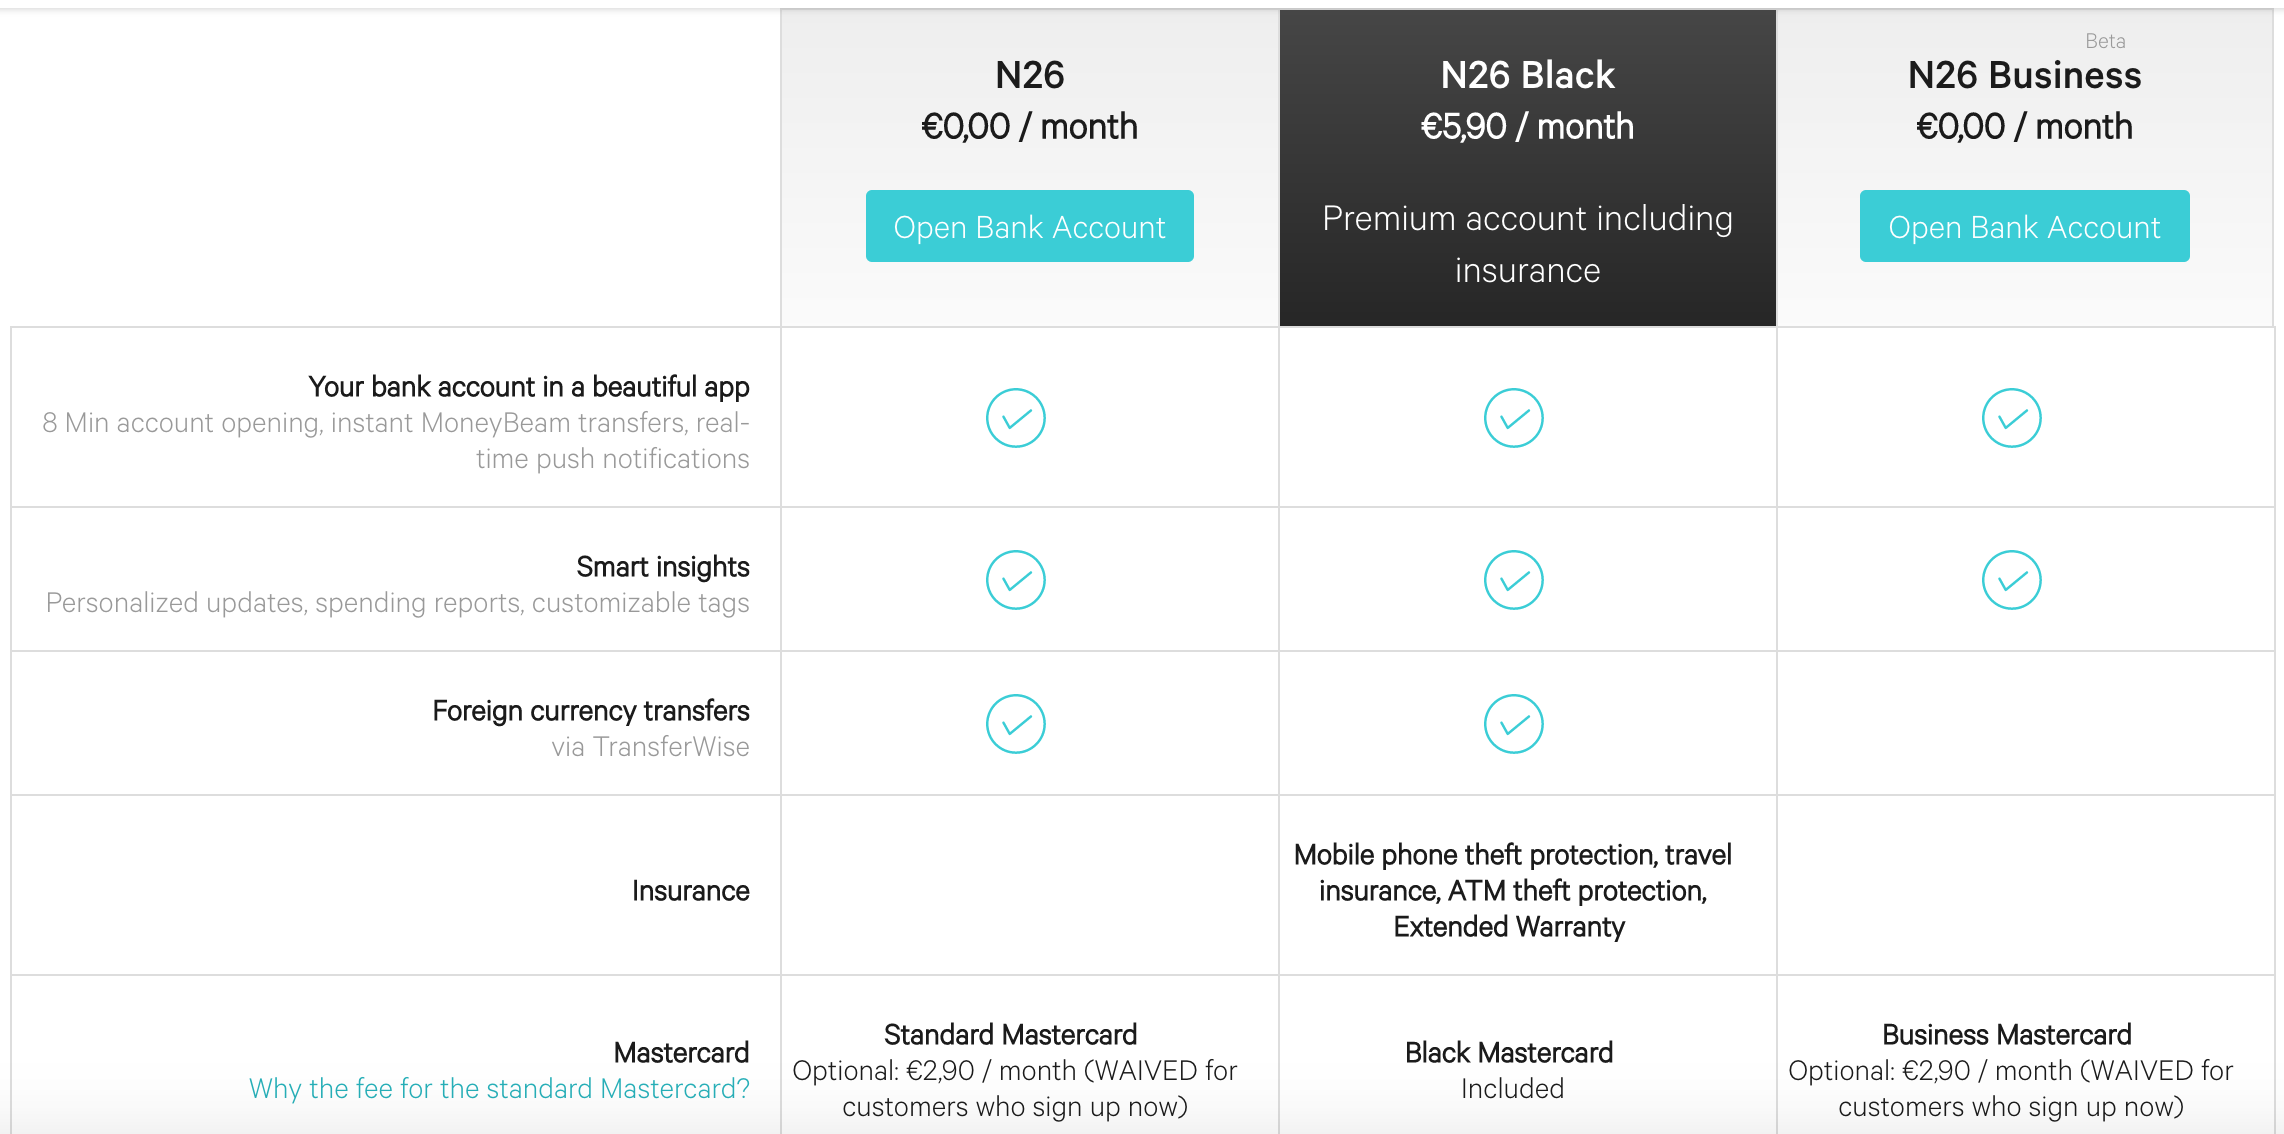 N26
€0,00 / month
Open Bank Account
N26 Black
€5,90 / month
Premium account including
insurance
Beta
N26 Business
€0,00 / month
Open Bank Account
Your bank account in a beautiful app
8 Min account opening, instant MoneyBeam transfers, real-
time push notifications
Smart insights
Personalized updates, spending reports, customizable tags
Foreign currency transfers
via TransferWise
Insurance
Mobile phone theft protection, travel
insurance, ATM theft protection,
Extended Warranty
Mastercard
Why the fee for the standard Mastercard?
Standard Mastercard
Optional: €2,90 / month (WAIVED for
customers who sign up now)
Black Mastercard
Included
Business Mastercard
Optional: €2,90 / month (WAIVED for
customers who sign up now)